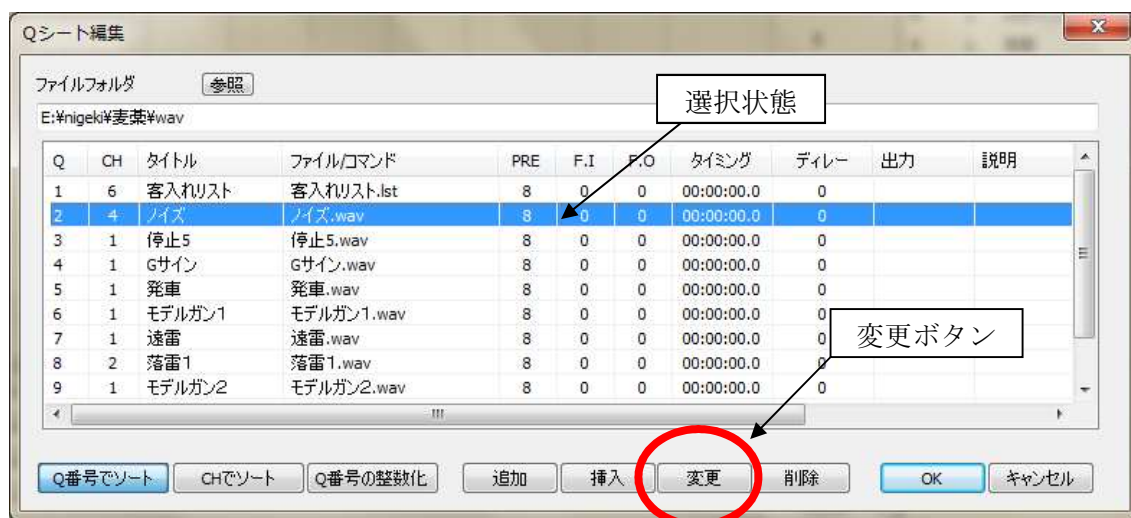 Qシート編集
ファイルフォルダ 参照
選択状態
E:¥nigeki¥麦藁¥wav
Q CH タイトル ファイル/コマンド PRE F.I F.O タイミング ディレー 出力 説明
1 6 客入れリスト 客入れリスト.lst 8 0 0 00:00:00.0 0
2 4 ノイズ ノイズ.wav 8 0 0 00:00:00.0 0
3 1 停止5 停止5.wav 8 0 0 00:00:00.0 0
4 1 Gサイン Gサイン.wav 8 0 0 00:00:00.0 0
5 1 発車 発車.wav 8 0 0 00:00:00.0 0
6 1 モデルガン1 モデルガン1.wav 8 0 0 00:00:00.0 0
変更ボタン
7 1 遠雷 遠雷.wav 8 0 0 00:00:00.0 0
8 2 落雷1 落雷1.wav 8 0 0 00:00:00.0 0
9 1 モデルガン2 モデルガン2.wav 8 0 0 00:00:00.0 0
Q番号でソート CHでソート Q番号の整数化 追加 挿入 変更 削除 OK キャンセル